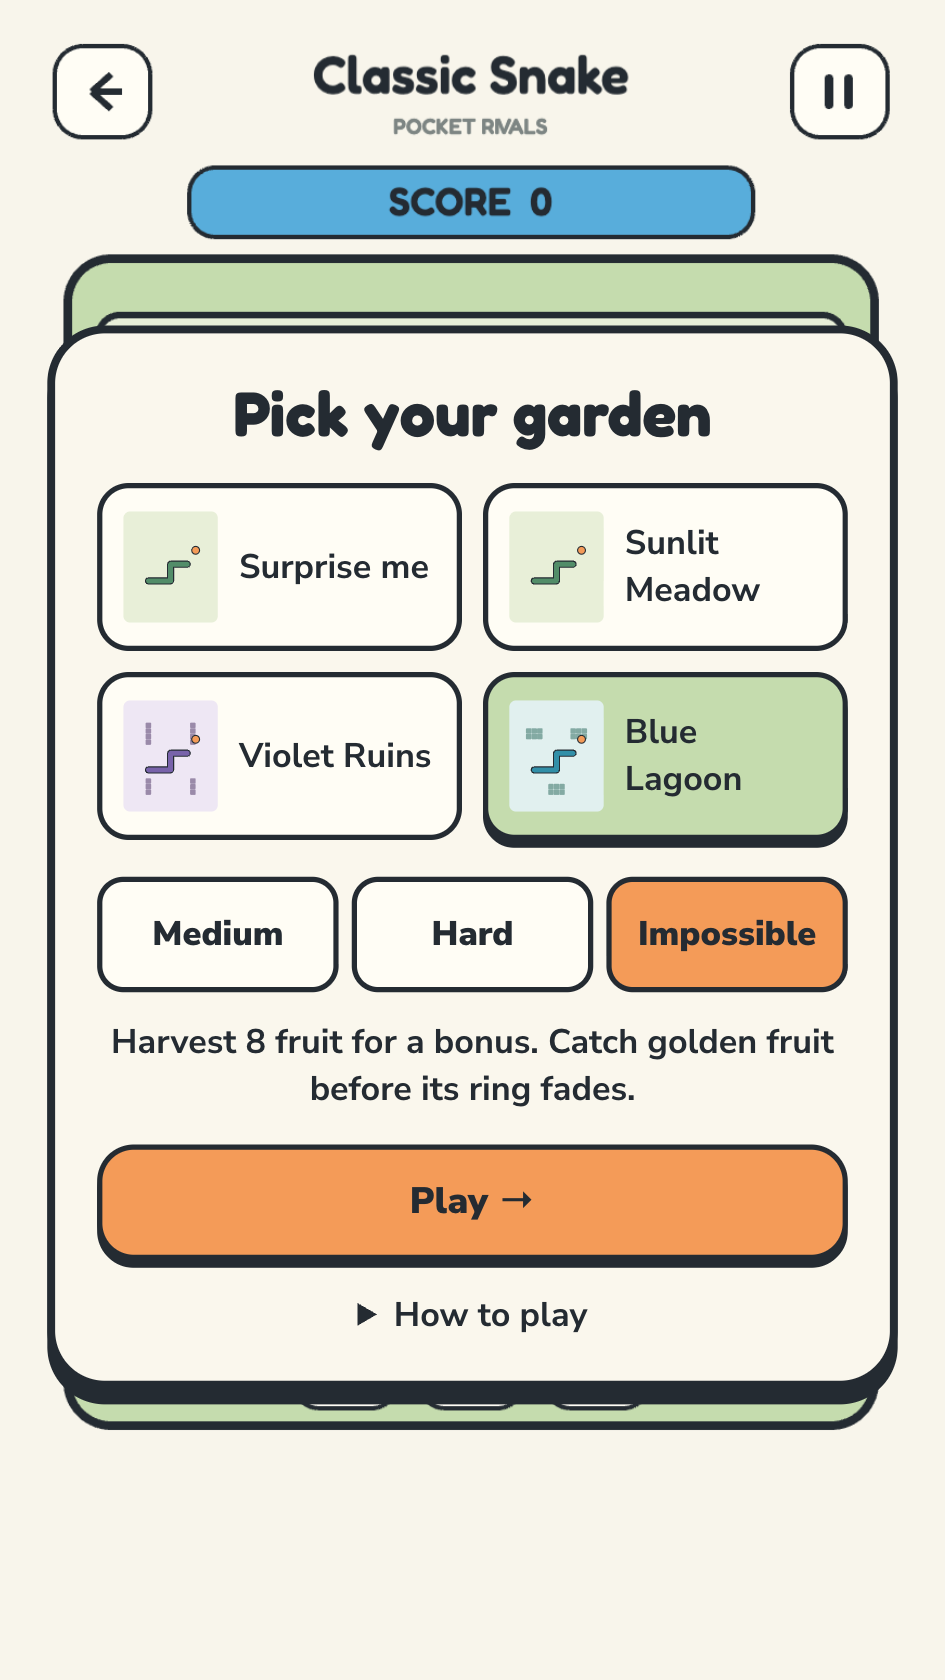 Classic Snake
POCKET RIVALS
SCORE 0
Pick your garden
Surprise me
Sunlit
Meadow
Violet Ruins
Blue
Lagoon
Medium
Hard
Impossible
Harvest 8 fruit for a bonus. Catch golden fruit
before its ring fades.
Play →
▶ How to play